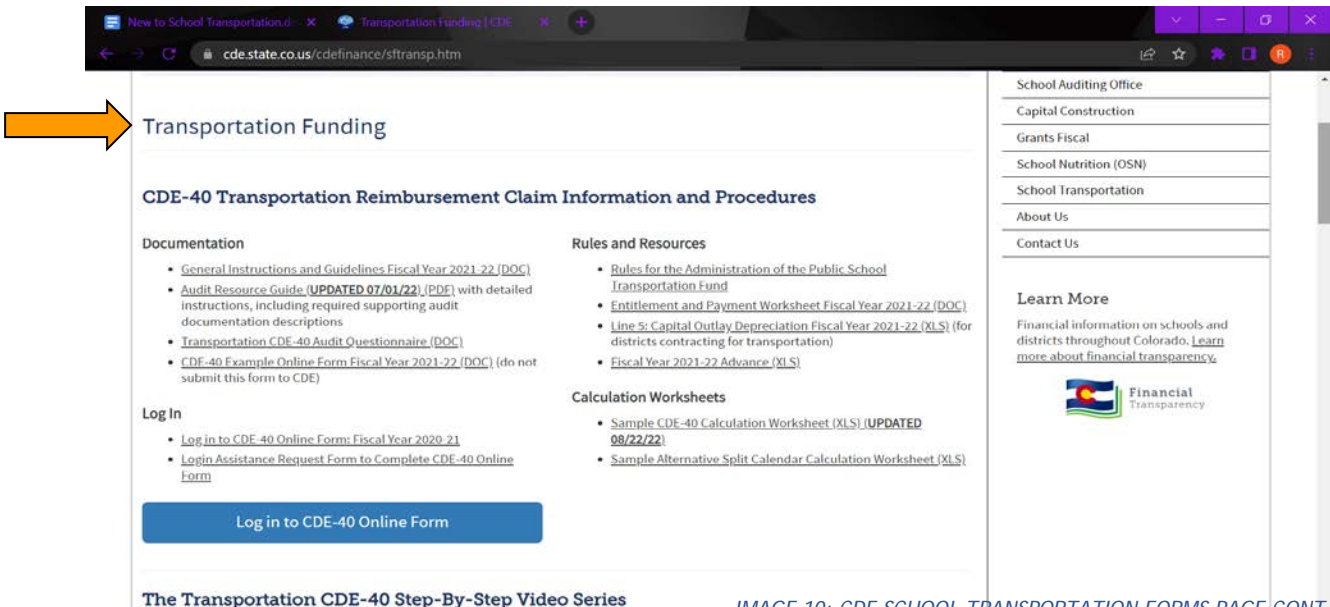 New to School Transportation.d
Transportation Funding | CDE
cde.state.co.us/cdefinance/sftransp.htm
R
Transportation Funding
CDE-40 Transportation Reimbursement Claim Information and Procedures
Documentation
• General Instructions and Guidelines Fiscal Year 2021-22 (DOC)
• Audit Resource Guide (UPDATED 07/01/22) (PDF) with detailed
instructions, including required supporting audit
documentation descriptions
• Transportation CDE-40 Audit Questionnaire (DOC)
• CDE-40 Example Online Form Fiscal Year 2021-22 (DOC) (do not
submit this form to CDE)
Log In
• Log in to CDE-40 Online Form: Fiscal Year 2020-21
• Login Assistance Request Form to Complete CDE-40 Online
Form
Log in to CDE-40 Online Form
Rules and Resources
• Rules for the Administration of the Public School
Transportation Fund
• Entitlement and Payment Worksheet Fiscal Year 2021-22 (DOC)
• Line 5: Capital Outlay Depreciation Fiscal Year 2021-22 (XLS) (for
districts contracting for transportation)
• Fiscal Year 2021-22 Advance (XLS)
Calculation Worksheets
• Sample CDE-40 Calculation Worksheet (XLS) (UPDATED
08/22/22)
• Sample Alternative Split Calendar Calculation Worksheet (XLS)
The Transportation CDE-40 Step-By-Step Video Series
School Auditing Office
Capital Construction
Grants Fiscal
School Nutrition (OSN)
School Transportation
About Us
Contact Us
Learn More
Financial information on schools and
districts throughout Colorado. Learn
more about financial transparency.
Financial
Transparency
IMAGE 10: CDE SCHOOL TRANSPORTATION FORMS PAGE CONT